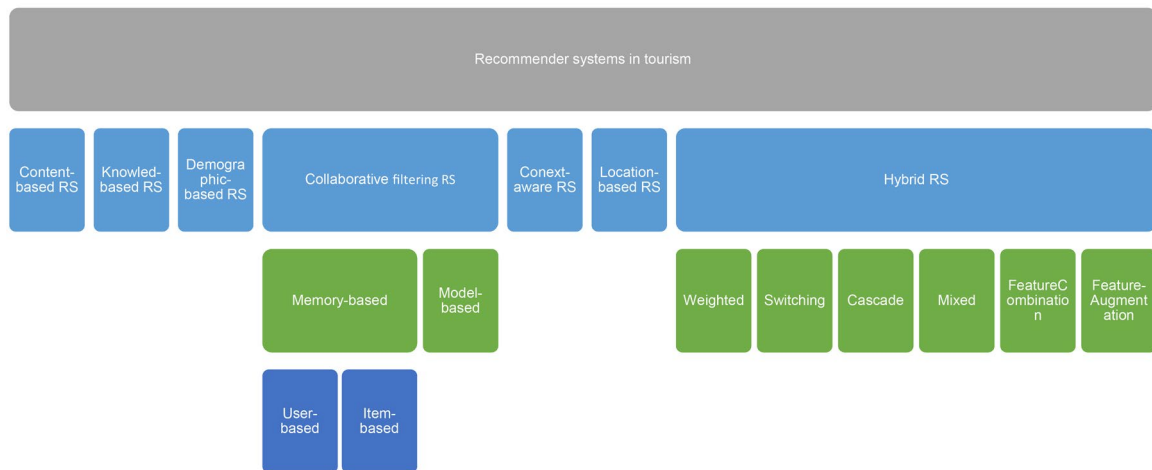 Recommender systems in tourism
Content-
based RS
Knowled-
based RS
Demogra
phic-
based RS
Collaborative filtering RS
Conext-
aware RS
Location-
based RS
Hybrid RS
Memory-based
Model-
based
Weighted
Switching
Cascade
Mixed
FeatureC
ombinatio
n
Feature-
Augment
ation
User-
based
Item-
based